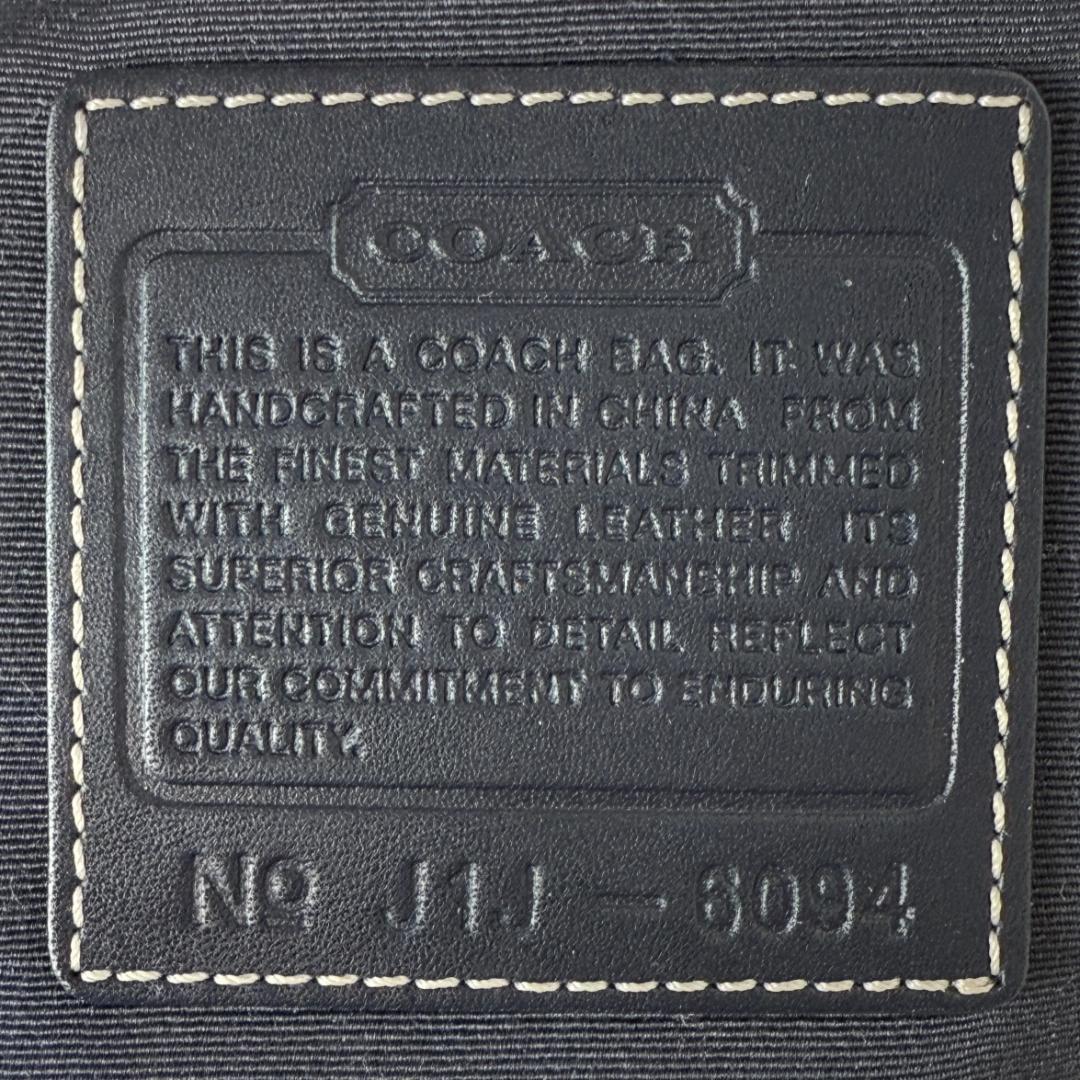 COACH
THIS IS A COACH BAG. IT WAS
HANDCRAFTED IN CHINA FROM
THE FINEST MATERIALS TRIMMED
WITH GENUINE LEATHER ITS
SUPERIOR CRAFTSMANSHIP AND
ATTENTION TO DETAIL REFLECT
OUR COMMITMENT TO ENDURING
QUALITY.
Nº J1J – 6094